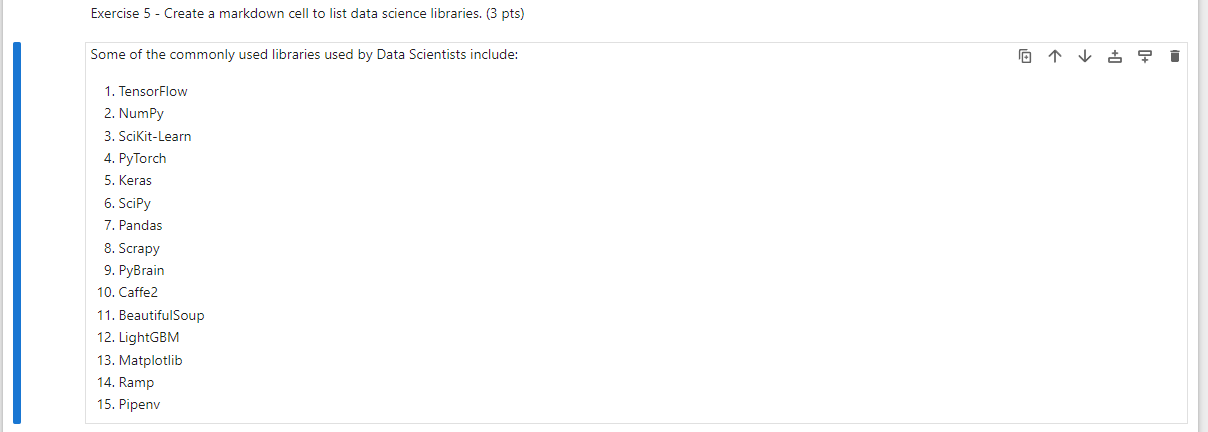 Exercise 5 - Create a markdown cell to list data science libraries. (3 pts)
Some of the commonly used libraries used by Data Scientists include:
1. TensorFlow
2. NumPy
3. SciKit-Learn
4. PyTorch
5. Keras
6. SciPy
7. Pandas
8. Scrapy
9. PyBrain
10. Caffe2
11. BeautifulSoup
12. LightGBM
13. Matplotlib
14. Ramp
15. Pipenv